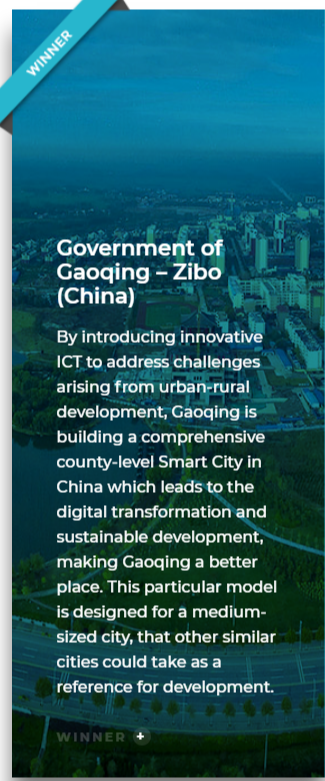 WINNER
Government of
Gaoqing – Zibo
(China)
By introducing innovative
ICT to address challenges
arising from urban-rural
development, Gaoqing is
building a comprehensive
county-level Smart City in
China which leads to the
digital transformation and
sustainable development,
making Gaoqing a better
place. This particular model
is designed for a medium-
sized city, that other similar
cities could take as a
reference for development.
WINNER +